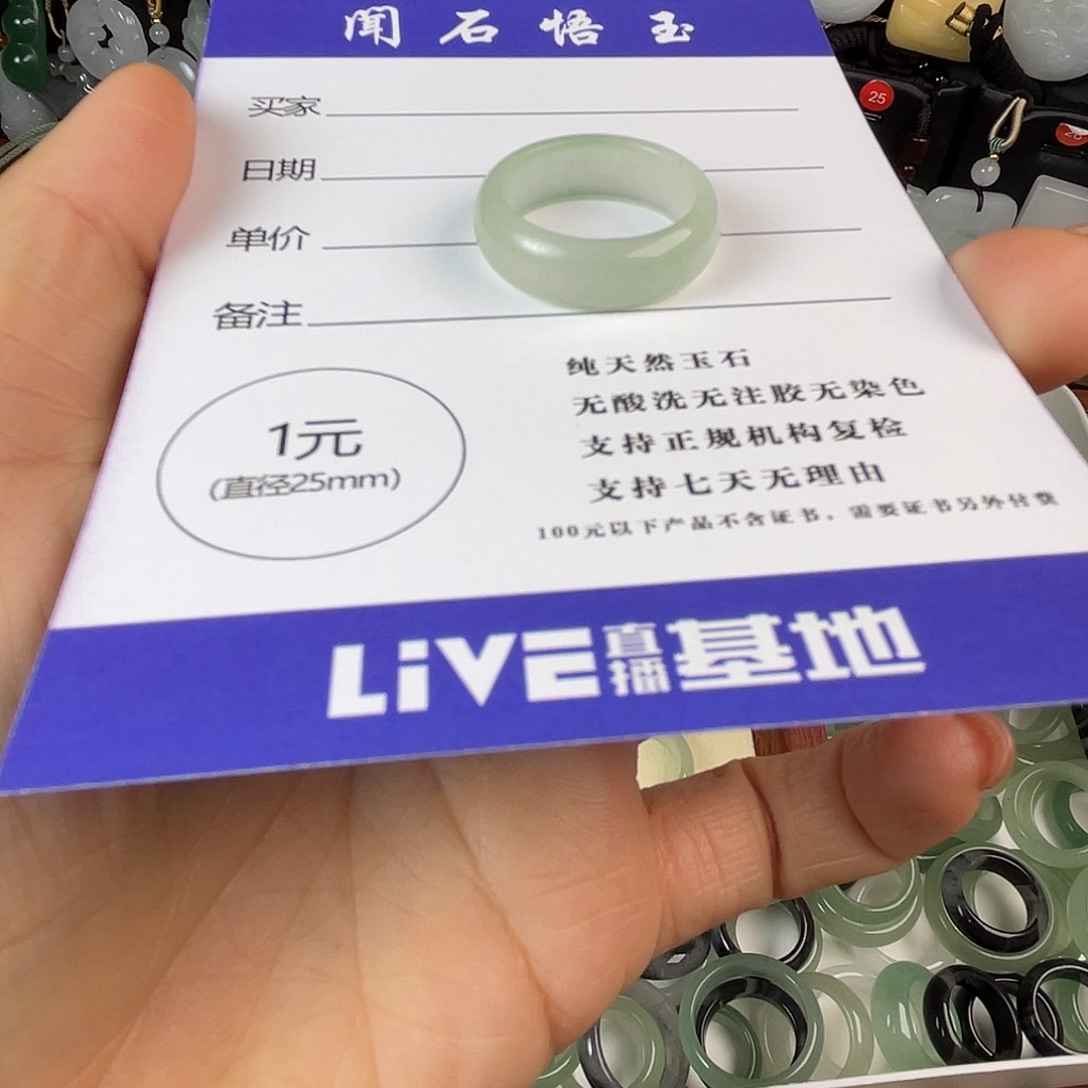 闻石悟玉
买家
日期
单价
备注
1元
(直径25mm)
纯天然玉石
无酸洗无注胶无染色
支持正规机构复检
支持七天无理由
100元以下产品不含证书，需要证书另外付费
LiVE直播基地
25